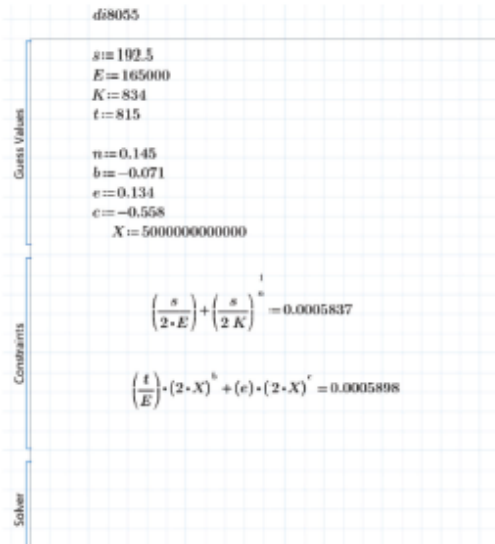 di8055
s:=192.5
E:=165000
K:=834
t:=815
n:=0.145
b:=−0.071
e:=0.134
c:=−0.558
X:=5000000000000
Guess Values
(s/(2·E))+(s/(2 K))^(1/n)=0.0005837
(t/E)·(2·X)^b+(e)·(2·X)^c=0.0005898
Constraints
Solver